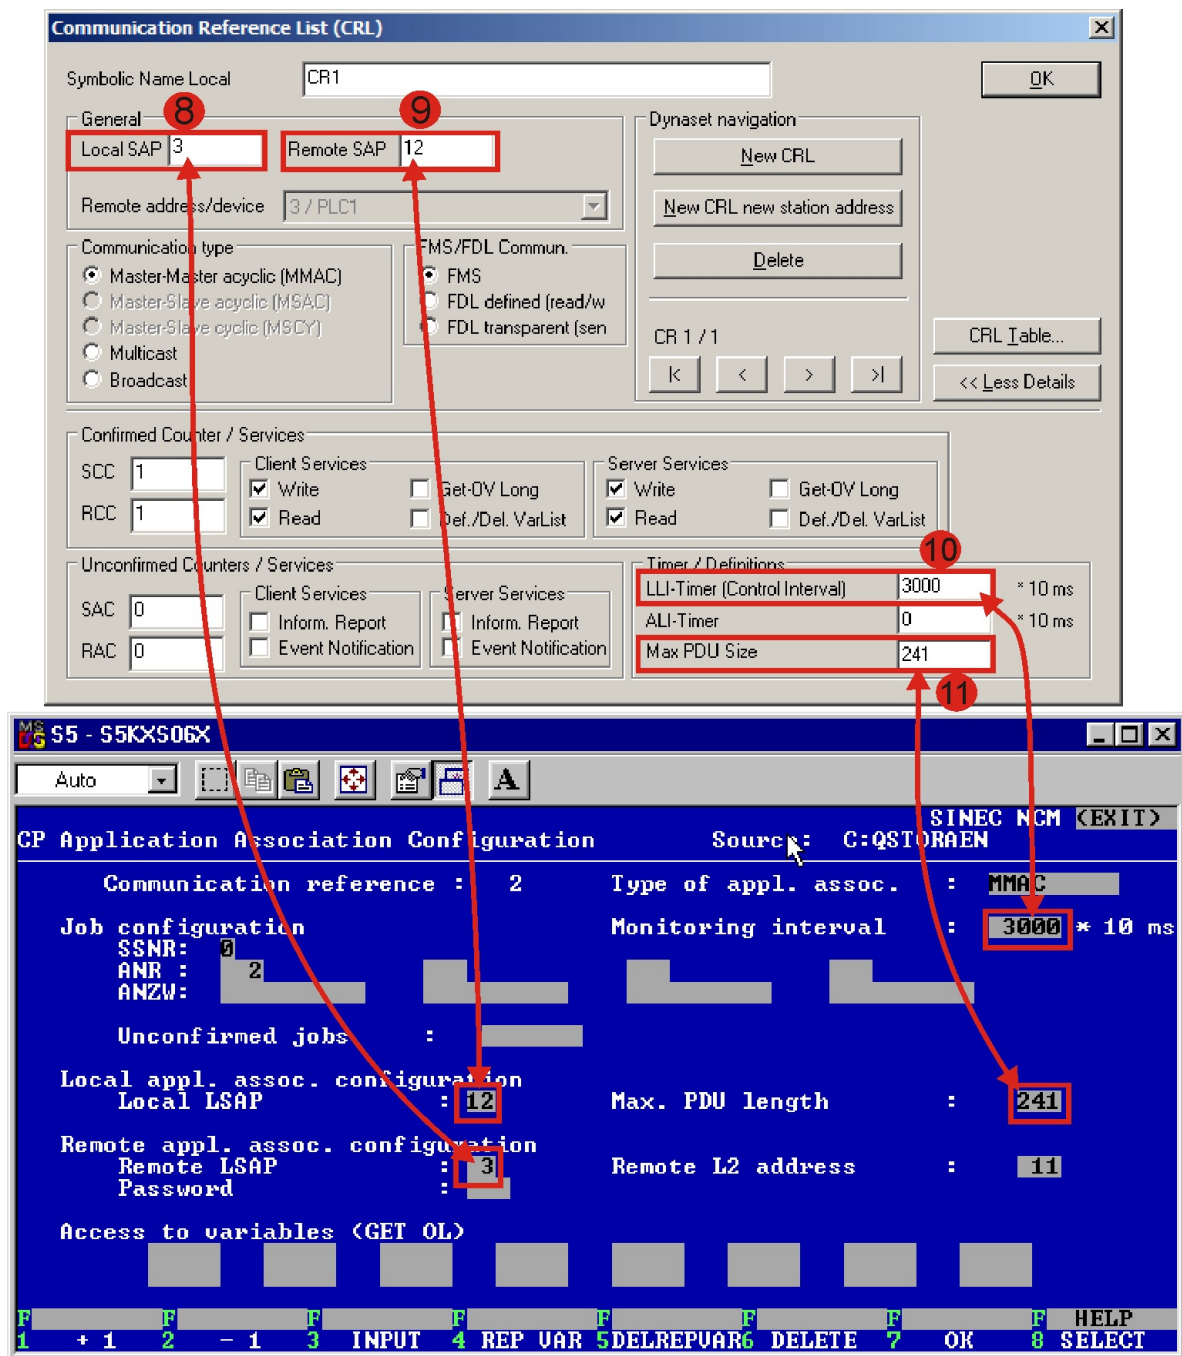 Communication Reference List (CRL)
Symbolic Name Local CR1 OK
General 8 9 Dynaset navigation
Local SAP 3 Remote SAP 12 New CRL
Remote address/device 3 / PLC1 New CRL new station address
Communication type FMS/FDL Commun. Delete
Master-Master acyclic (MMAC) FMS
Master-Slave acyclic (MSAC) FDL defined (read/w
Master-Slave cyclic (MSCY) FDL transparent (sen CR 1 / 1 CRL Table...
Multicast
Broadcast |< < > >| << Less Details
Confirmed Counter / Services
Client Services Server Services
SCC 1 Write Get-OV Long Write Get-OV Long
RCC 1 Read Def./Del. VarList Read Def./Del. VarList
10
Unconfirmed Counters / Services Timer / Definitions
Client Services Server Services LLI-Timer (Control Interval) 3000 * 10 ms
SAC 0 Inform. Report Inform. Report ALI-Timer 0 * 10 ms
RAC 0 Event Notification Event Notification Max PDU Size 241
11
MS DS S5 - S5KXS06X
Auto A
SINEC NCM (EXIT)
CP Application Association Configuration Source: C:QSTORAEN
Communication reference : 2 Type of appl. assoc. : MMAC
Job configuration Monitoring interval : 3000 * 10 ms
SSNR: 0
ANR : 2
ANZW:
Unconfirmed jobs :
Local appl. assoc. configuration
Local LSAP : 12 Max. PDU length : 241
Remote appl. assoc. configuration
Remote LSAP : 3 Remote L2 address : 11
Password :
Access to variables (GET OL)
F F F F F F F F HELP
1 + 1 2 - 1 3 INPUT 4 REP VAR 5DELREPVAR6 DELETE 7 OK 8 SELECT